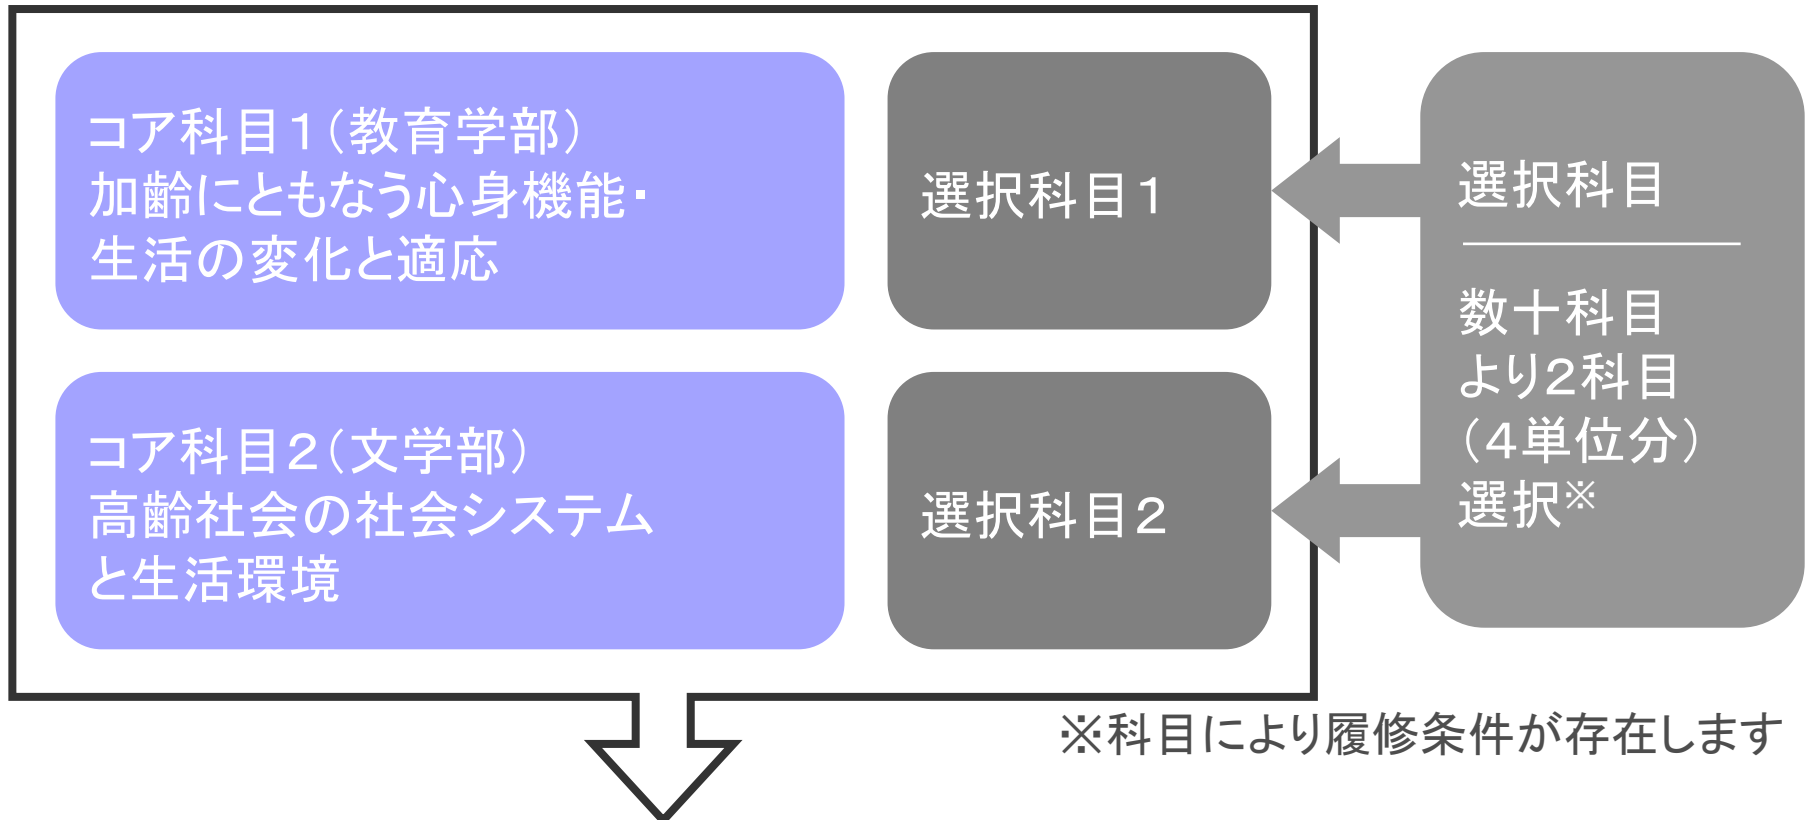 コア科目１（教育学部）
加齢にともなう心身機能・
生活の変化と適応
選択科目１
コア科目２（文学部）
高齢社会の社会システム
と生活環境
選択科目２
選択科目
数十科目
より２科目
（４単位分）
選択※
※科目により履修条件が存在します